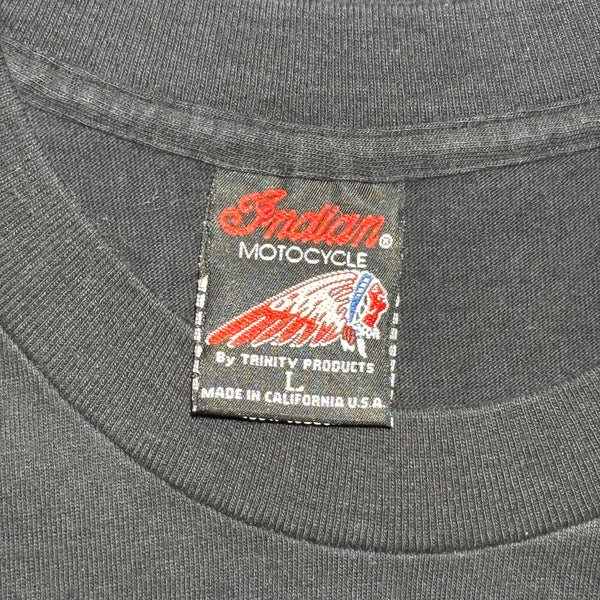 Indian®
MOTOCYCLE
By TRINITY PRODUCTS
L
MADE IN CALIFORNIA U.S.A.